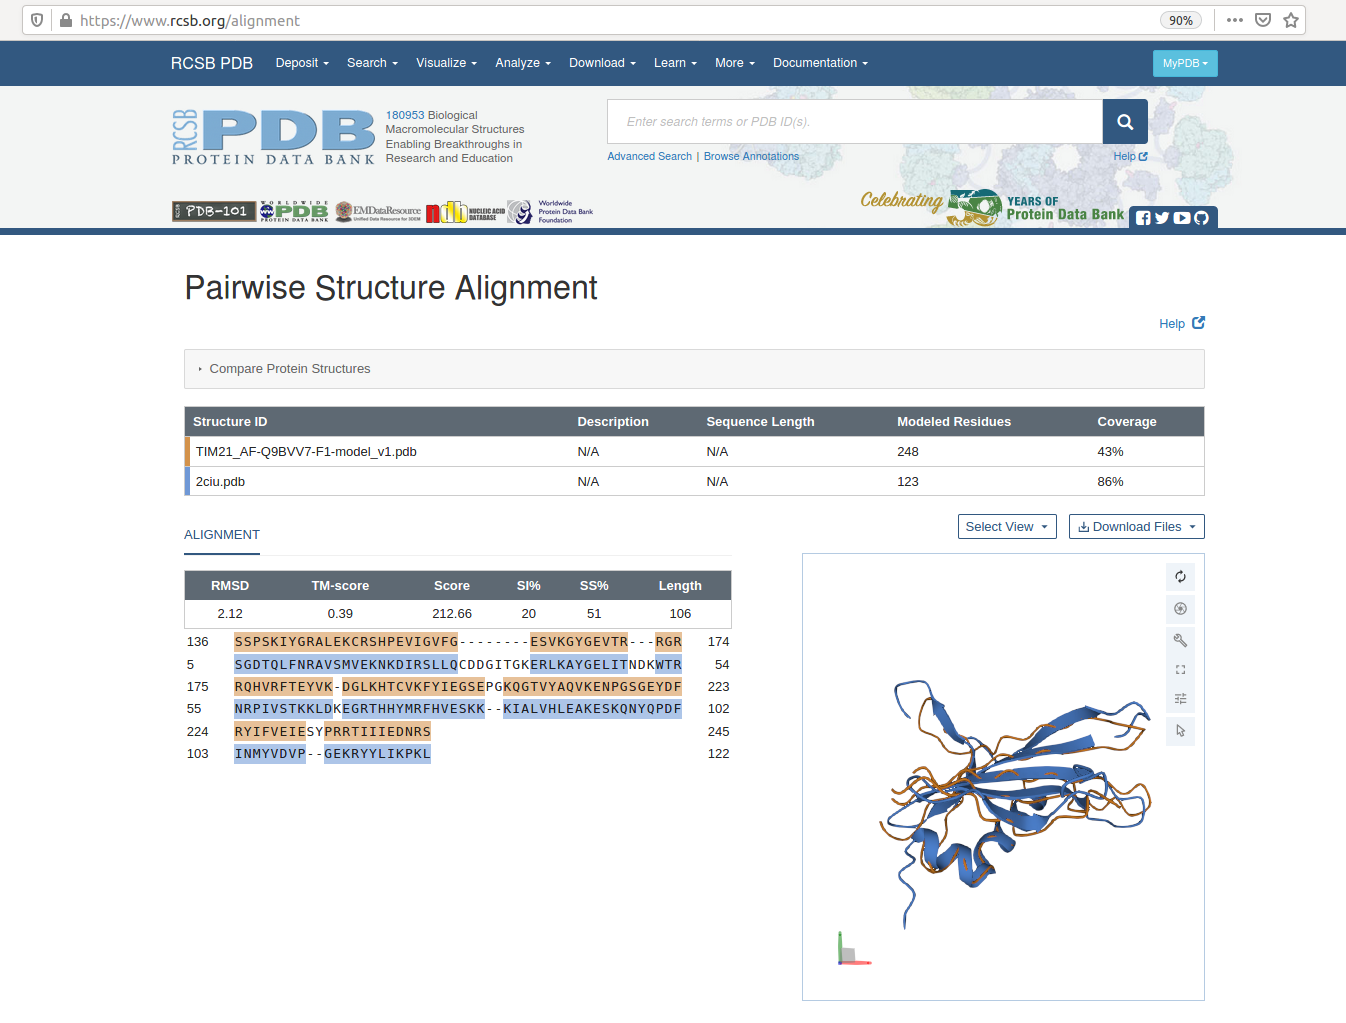 https://www.rcsb.org/alignment
90%
RCSB PDB Deposit Search Visualize Analyze Download Learn More Documentation MyPDB
RCSB PDB
PROTEIN DATA BANK
180953 Biological
Macromolecular Structures
Enabling Breakthroughs in
Research and Education
Enter search terms or PDB ID(s).
Advanced Search | Browse Annotations Help
RCSB PDB-101
WORLDWIDE
PDB
PROTEIN DATA BANK
EMDataResource
Unified Data Resource for 3DEM
ndb NUCLEIC ACID
DATABASE
Worldwide
Protein Data Bank
Foundation
Celebrating 50 YEARS OF
Protein Data Bank
Pairwise Structure Alignment
Help
Compare Protein Structures
Structure ID Description Sequence Length Modeled Residues Coverage
TIM21_AF-Q9BVV7-F1-model_v1.pdb N/A N/A 248 43%
2ciu.pdb N/A N/A 123 86%
Select View Download Files
ALIGNMENT
RMSD TM-score Score SI% SS% Length
2.12 0.39 212.66 20 51 106
136 SSPSKIYGRALEKCRSHPEVIGVFG--------ESVKGYGEVTR---RGR 174
5 SGDTQLFNRAVSMVEKNKDIRSLLQCDDGITGKERLKAYGELITNDKWTR 54
175 RQHVRFTEYVK-DGLKHTCVKFYIEGSEPGKQGTVYAQVKENPGSGEYDF 223
55 NRPIVSTKKLDKEGRTHHYMRFHVESKK--KIALVHLEAKESKQNYQPDF 102
224 RYIFVEIESYPRRTIIIEDNRS 245
103 INMYVDVP--GEKRYYLIKPKL 122